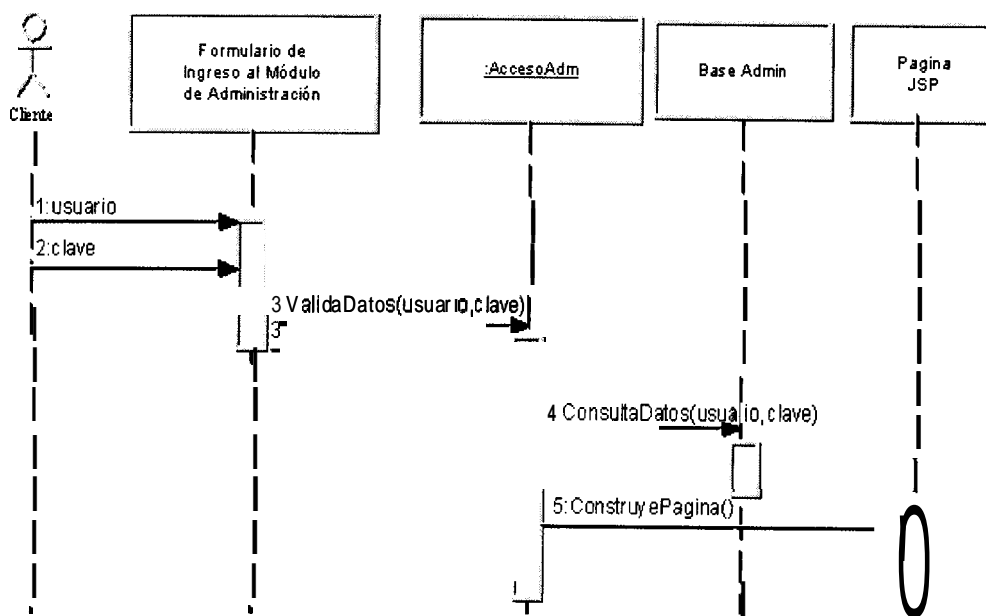 Cliente
Formulario de
Ingreso al Módulo
de Administración
:AccesoAdm
Base Admin
Pagina
JSP
1:usuario
2:clave
3 ValidaDatos(usuario,clave)
3
4 ConsultaDatos(usuario,clave)
5:ConstruyePagina()